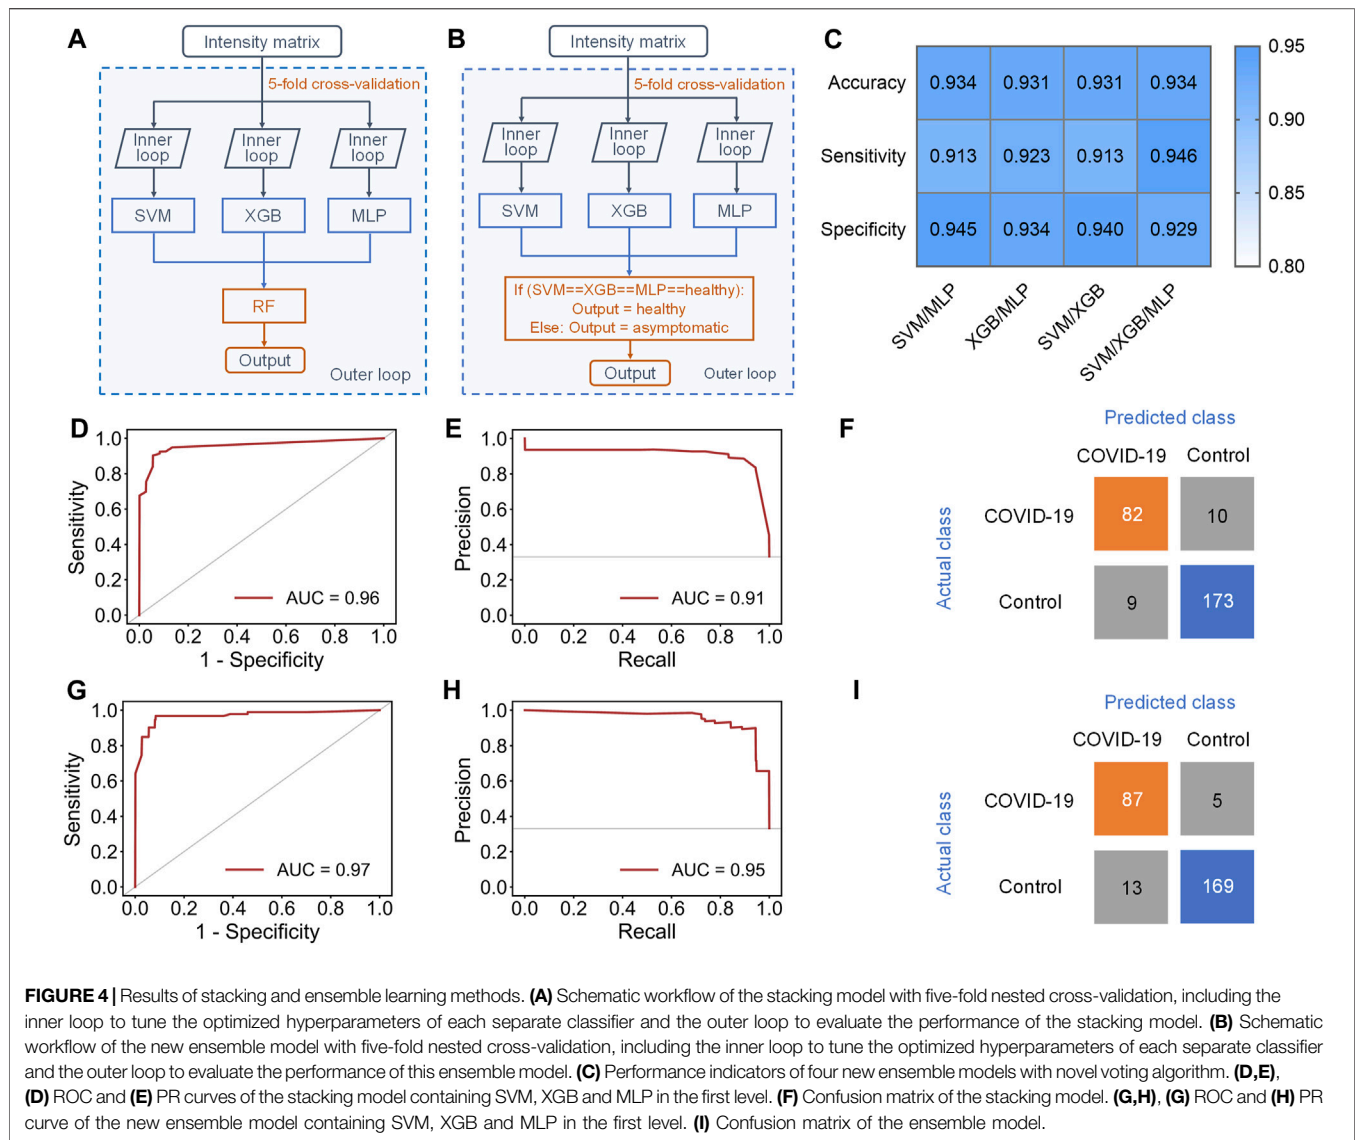 A
Intensity matrix
5-fold cross-validation
Inner
loop
Inner
loop
Inner
loop
SVM
XGB
MLP
RF
Output
Outer loop
B
Intensity matrix
5-fold cross-validation
Inner
loop
Inner
loop
Inner
loop
SVM
XGB
MLP
If (SVM==XGB==MLP==healthy):
Output = healthy
Else: Output = asymptomatic
Output
Outer loop
C
Accuracy 0.934 0.931 0.931 0.934
Sensitivity 0.913 0.923 0.913 0.946
Specificity 0.945 0.934 0.940 0.929
SVM/MLP
XGB/MLP
SVM/XGB
SVM/XGB/MLP
0.95
0.90
0.85
0.80
D
Sensitivity
1.0
0.8
0.6
0.4
0.2
0.0
AUC = 0.96
0.0 0.2 0.4 0.6 0.8 1.0
1 - Specificity
E
Precision
1.0
0.8
0.6
0.4
0.2
0.0
AUC = 0.91
0.0 0.2 0.4 0.6 0.8 1.0
Recall
F
Predicted class
COVID-19 Control
Actual class
COVID-19 82 10
Control 9 173
G
Sensitivity
1.0
0.8
0.6
0.4
0.2
0.0
AUC = 0.97
0.0 0.2 0.4 0.6 0.8 1.0
1 - Specificity
H
Precision
1.0
0.8
0.6
0.4
0.2
0.0
AUC = 0.95
0.0 0.2 0.4 0.6 0.8 1.0
Recall
I
Predicted class
COVID-19 Control
Actual class
COVID-19 87 5
Control 13 169
FIGURE 4 | Results of stacking and ensemble learning methods. (A) Schematic workflow of the stacking model with five-fold nested cross-validation, including the
inner loop to tune the optimized hyperparameters of each separate classifier and the outer loop to evaluate the performance of the stacking model. (B) Schematic
workflow of the new ensemble model with five-fold nested cross-validation, including the inner loop to tune the optimized hyperparameters of each separate classifier
and the outer loop to evaluate the performance of this ensemble model. (C) Performance indicators of four new ensemble models with novel voting algorithm. (D,E),
(D) ROC and (E) PR curves of the stacking model containing SVM, XGB and MLP in the first level. (F) Confusion matrix of the stacking model. (G,H), (G) ROC and (H) PR
curve of the new ensemble model containing SVM, XGB and MLP in the first level. (I) Confusion matrix of the ensemble model.